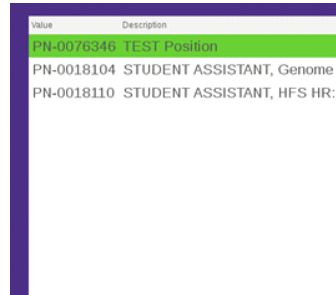 Value Description
PN-0076346 TEST Position
PN-0018104 STUDENT ASSISTANT, Genome
PN-0018110 STUDENT ASSISTANT, HFS HR: